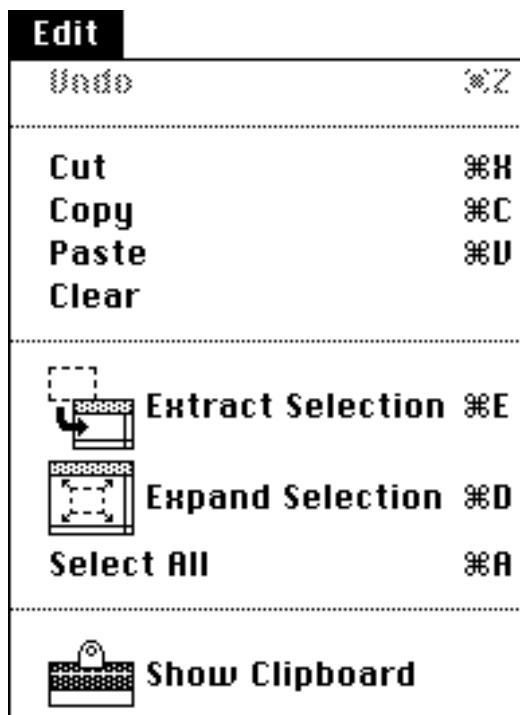 Edit
Undo ⌘Z
Cut ⌘X
Copy ⌘C
Paste ⌘V
Clear
Extract Selection ⌘E
Expand Selection ⌘D
Select All ⌘A
Show Clipboard